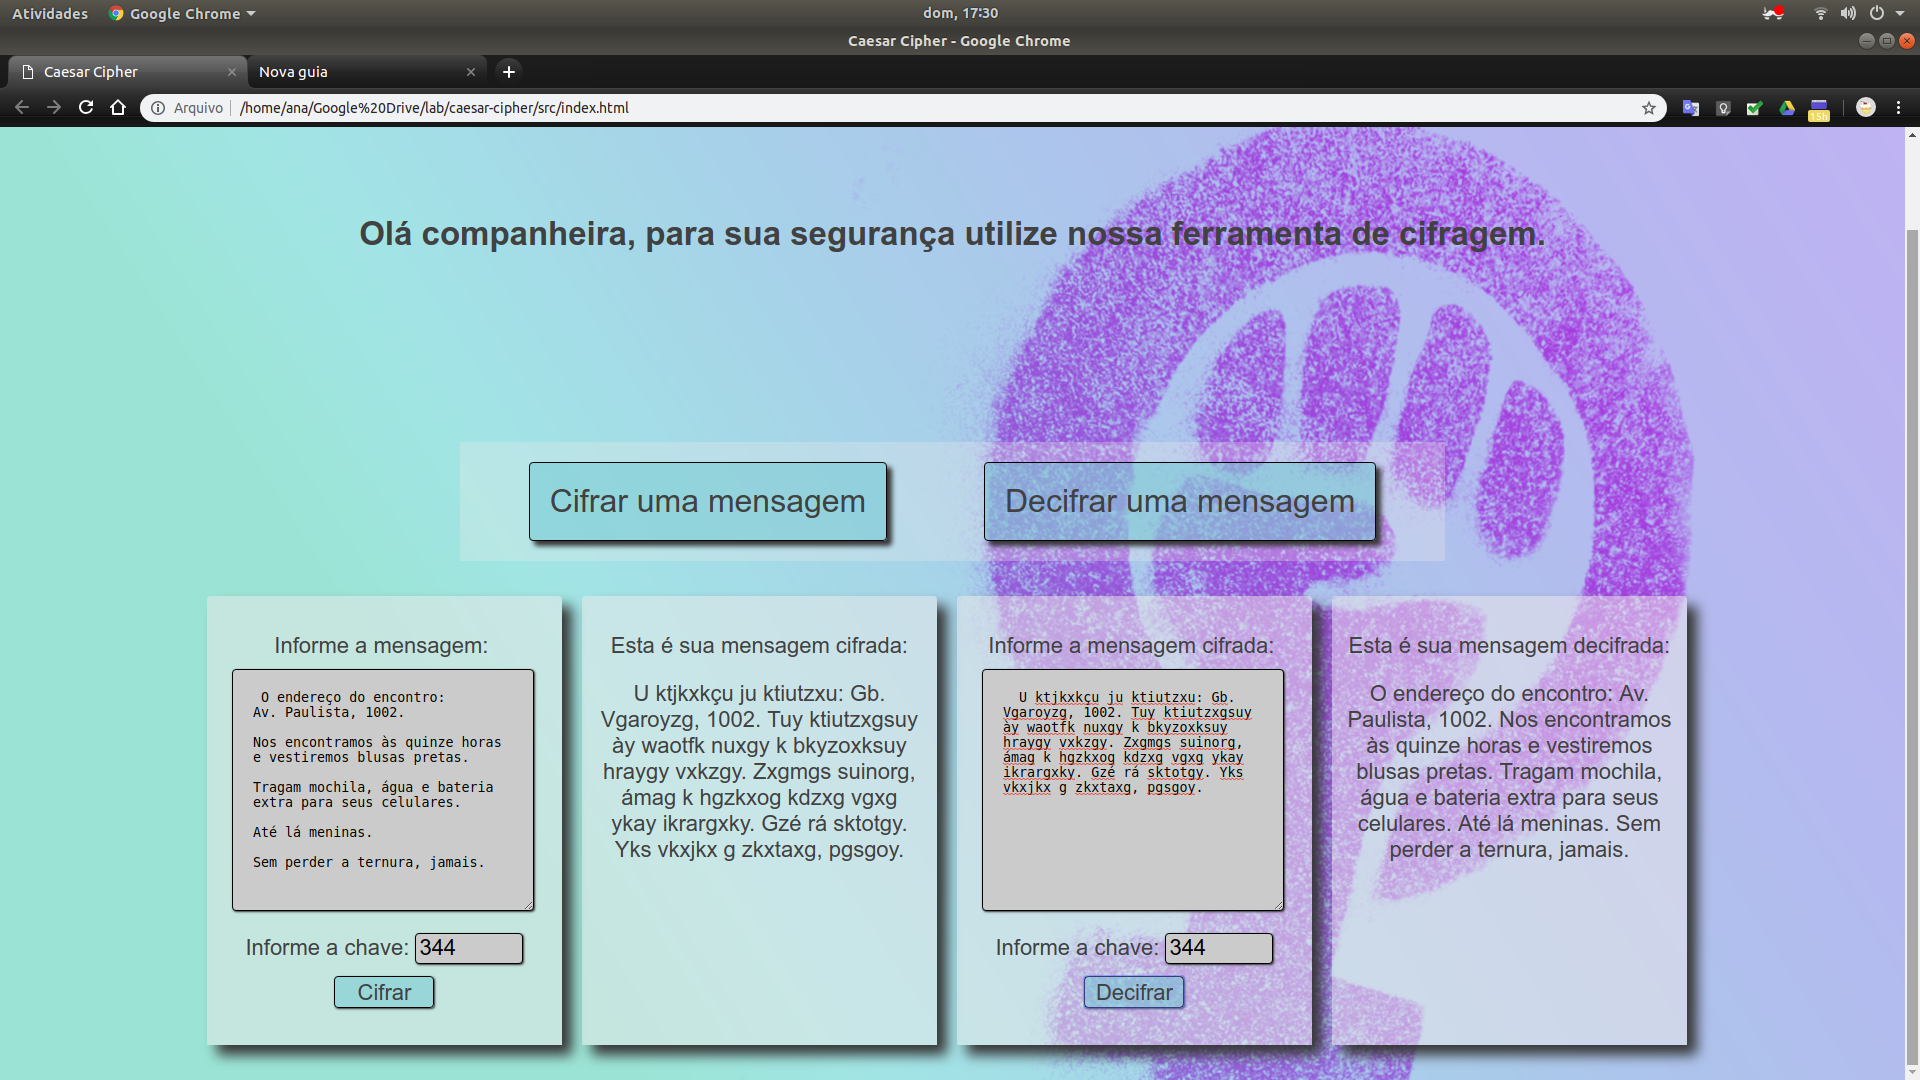 Atividades
Google Chrome
dom, 17:30
Caesar Cipher - Google Chrome
Caesar Cipher
Nova guia
Arquivo
/home/ana/Google%20Drive/lab/caesar-cipher/src/index.html
15h
Olá companheira, para sua segurança utilize nossa ferramenta de cifragem.
Cifrar uma mensagem
Decifrar uma mensagem
Informe a mensagem:
O endereço do encontro:
Av. Paulista, 1002.
Nos encontramos às quinze horas
e vestiremos blusas pretas.
Tragam mochila, água e bateria
extra para seus celulares.
Até lá meninas.
Sem perder a ternura, jamais.
Informe a chave: 344
Cifrar
Esta é sua mensagem cifrada:
U ktjkxkçu ju ktiutzxu: Gb.
Vgaroyzg, 1002. Tuy ktiutzxgsuy
ày waotfk nuxgy k bkyzoxksuy
hraygy vxkzgy. Zxgmgs suinorg,
ámag k hgzkxog kdzxg vgxg
ykay ikrargxky. Gzé rá sktotgy.
Yks vkxjkx g zkxtaxg, pgsgoy.
Informe a mensagem cifrada:
U ktjkxkçu ju ktiutzxu: Gb.
Vgaroyzg, 1002. Tuy ktiutzxgsuy
ày waotfk nuxgy k bkyzoxksuy
hraygy vxkzgy. Zxgmgs suinorg,
ámag k hgzkxog kdzxg vgxg ykay
ikrargxky. Gzé rá sktotgy. Yks
vkxjkx g zkxtaxg, pgsgoy.
Informe a chave: 344
Decifrar
Esta é sua mensagem decifrada:
O endereço do encontro: Av.
Paulista, 1002. Nos encontramos
às quinze horas e vestiremos
blusas pretas. Tragam mochila,
água e bateria extra para seus
celulares. Até lá meninas. Sem
perder a ternura, jamais.